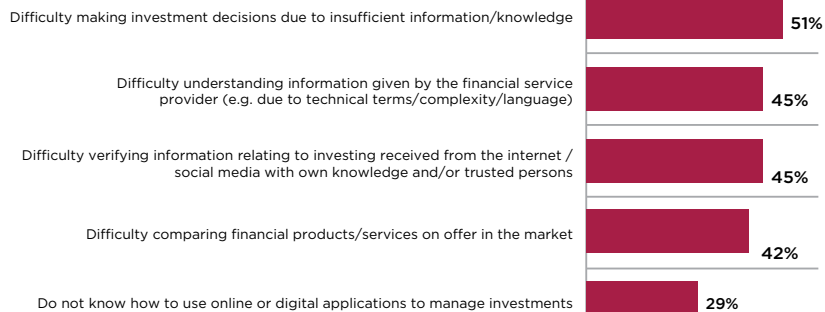 Difficulty making investment decisions due to insufficient information/knowledge
51%
Difficulty understanding information given by the financial service
provider (e.g. due to technical terms/complexity/language)
45%
Difficulty verifying information relating to investing received from the internet /
social media with own knowledge and/or trusted persons
45%
Difficulty comparing financial products/services on offer in the market
42%
Do not know how to use online or digital applications to manage investments
29%